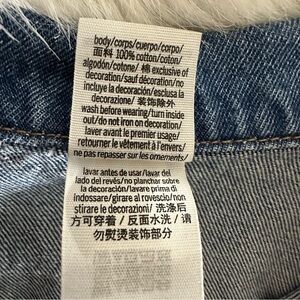 body/corps/cuerpo/corpo/
面料 100% cotton/coton/
algodón/cotone/ 棉 exclusive of
decoration/sauf décoration/no
incluye la decoración/esclusa la
decorazione/ 装饰除外
wash before wearing/turn inside
out/do not iron on decoration/
laver avant le premier usage/
retourner le vêtement à l'envers/
ne pas repasser sur les ornements/
lavar antes de usar/lavar del
lado del revés/no planchar sobre
la decoración/lavare prima di
indossare/girare al rovescio/non
stirare le decorazioni/ 洗涤后
方可穿着 / 反面水洗 / 请
勿熨烫装饰部分